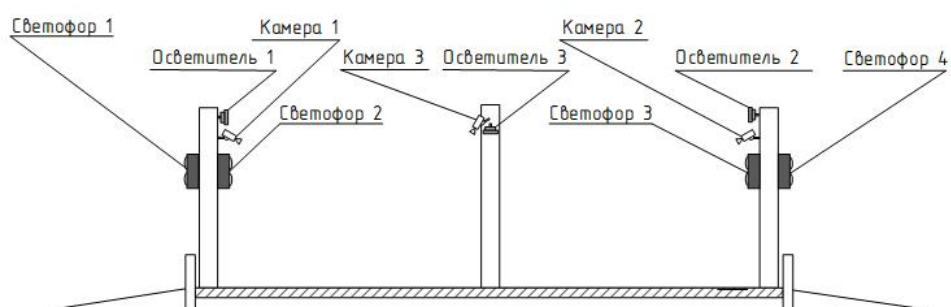 Светофор 1
Камера 1
Камера 2
Осветитель 1
Камера 3
Осветитель 3
Осветитель 2
Светофор 4
Светофор 2
Светофор 3